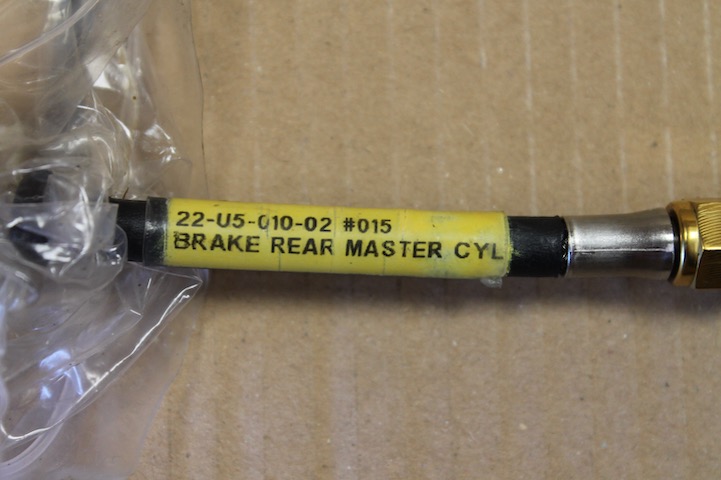 22-U5-010-02 #015
BRAKE REAR MASTER CYL